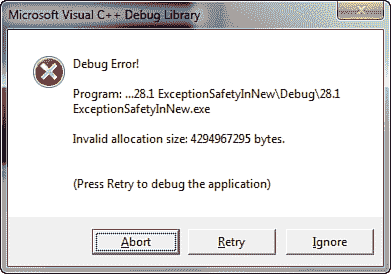 Microsoft Visual C++ Debug Library
Debug Error!
Program: ...28.1 ExceptionSafetyInNew\Debug\28.1
ExceptionSafetyInNew.exe
Invalid allocation size: 4294967295 bytes.
(Press Retry to debug the application)
Abort
Retry
Ignore